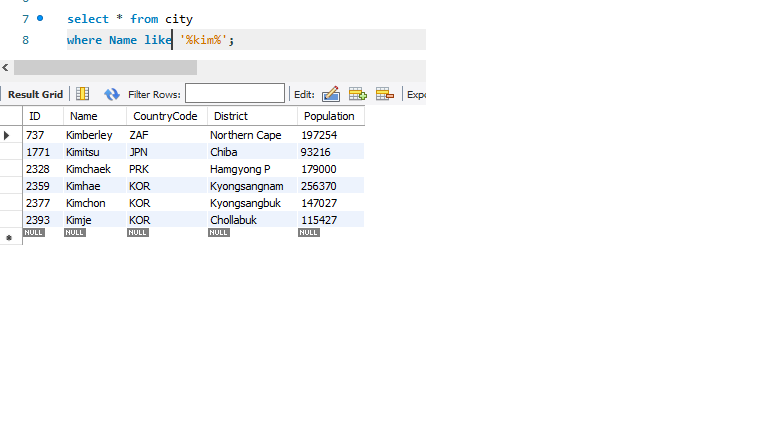 7 select * from city
8 where Name like '%kim%';
Result Grid Filter Rows: Edit: Expo
ID Name CountryCode District Population
737 Kimberley ZAF Northern Cape 197254
1771 Kimitsu JPN Chiba 93216
2328 Kimchaek PRK Hamgyong P 179000
2359 Kimhae KOR Kyongsangnam 256370
2377 Kimchon KOR Kyongsangbuk 147027
2393 Kimje KOR Chollabuk 115427
NULL NULL NULL NULL NULL